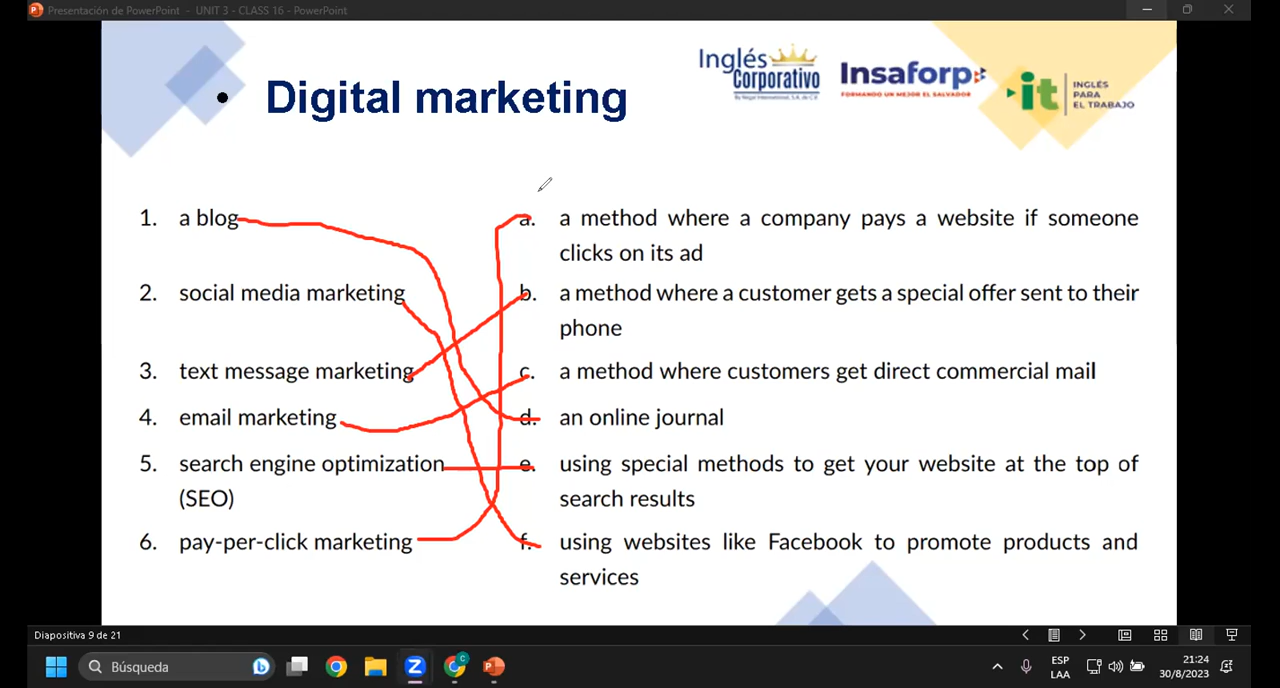 Presentación de PowerPoint - UNIT 3 - CLASS 16 - PowerPoint
Inglés
Corporativo
Insaforp
FORMANDO UN MEJOR EL SALVADOR
it
INGLÉS
PARA
EL TRABAJO
• Digital marketing
1. a blog
2. social media marketing
3. text message marketing
4. email marketing
5. search engine optimization
(SEO)
6. pay-per-click marketing
a. a method where a company pays a website if someone
clicks on its ad
b. a method where a customer gets a special offer sent to their
phone
c. a method where customers get direct commercial mail
d. an online journal
e. using special methods to get your website at the top of
search results
f. using websites like Facebook to promote products and
services
Diapositiva 9 de 21
Búsqueda
ESP
LAA
21:24
30/8/2023